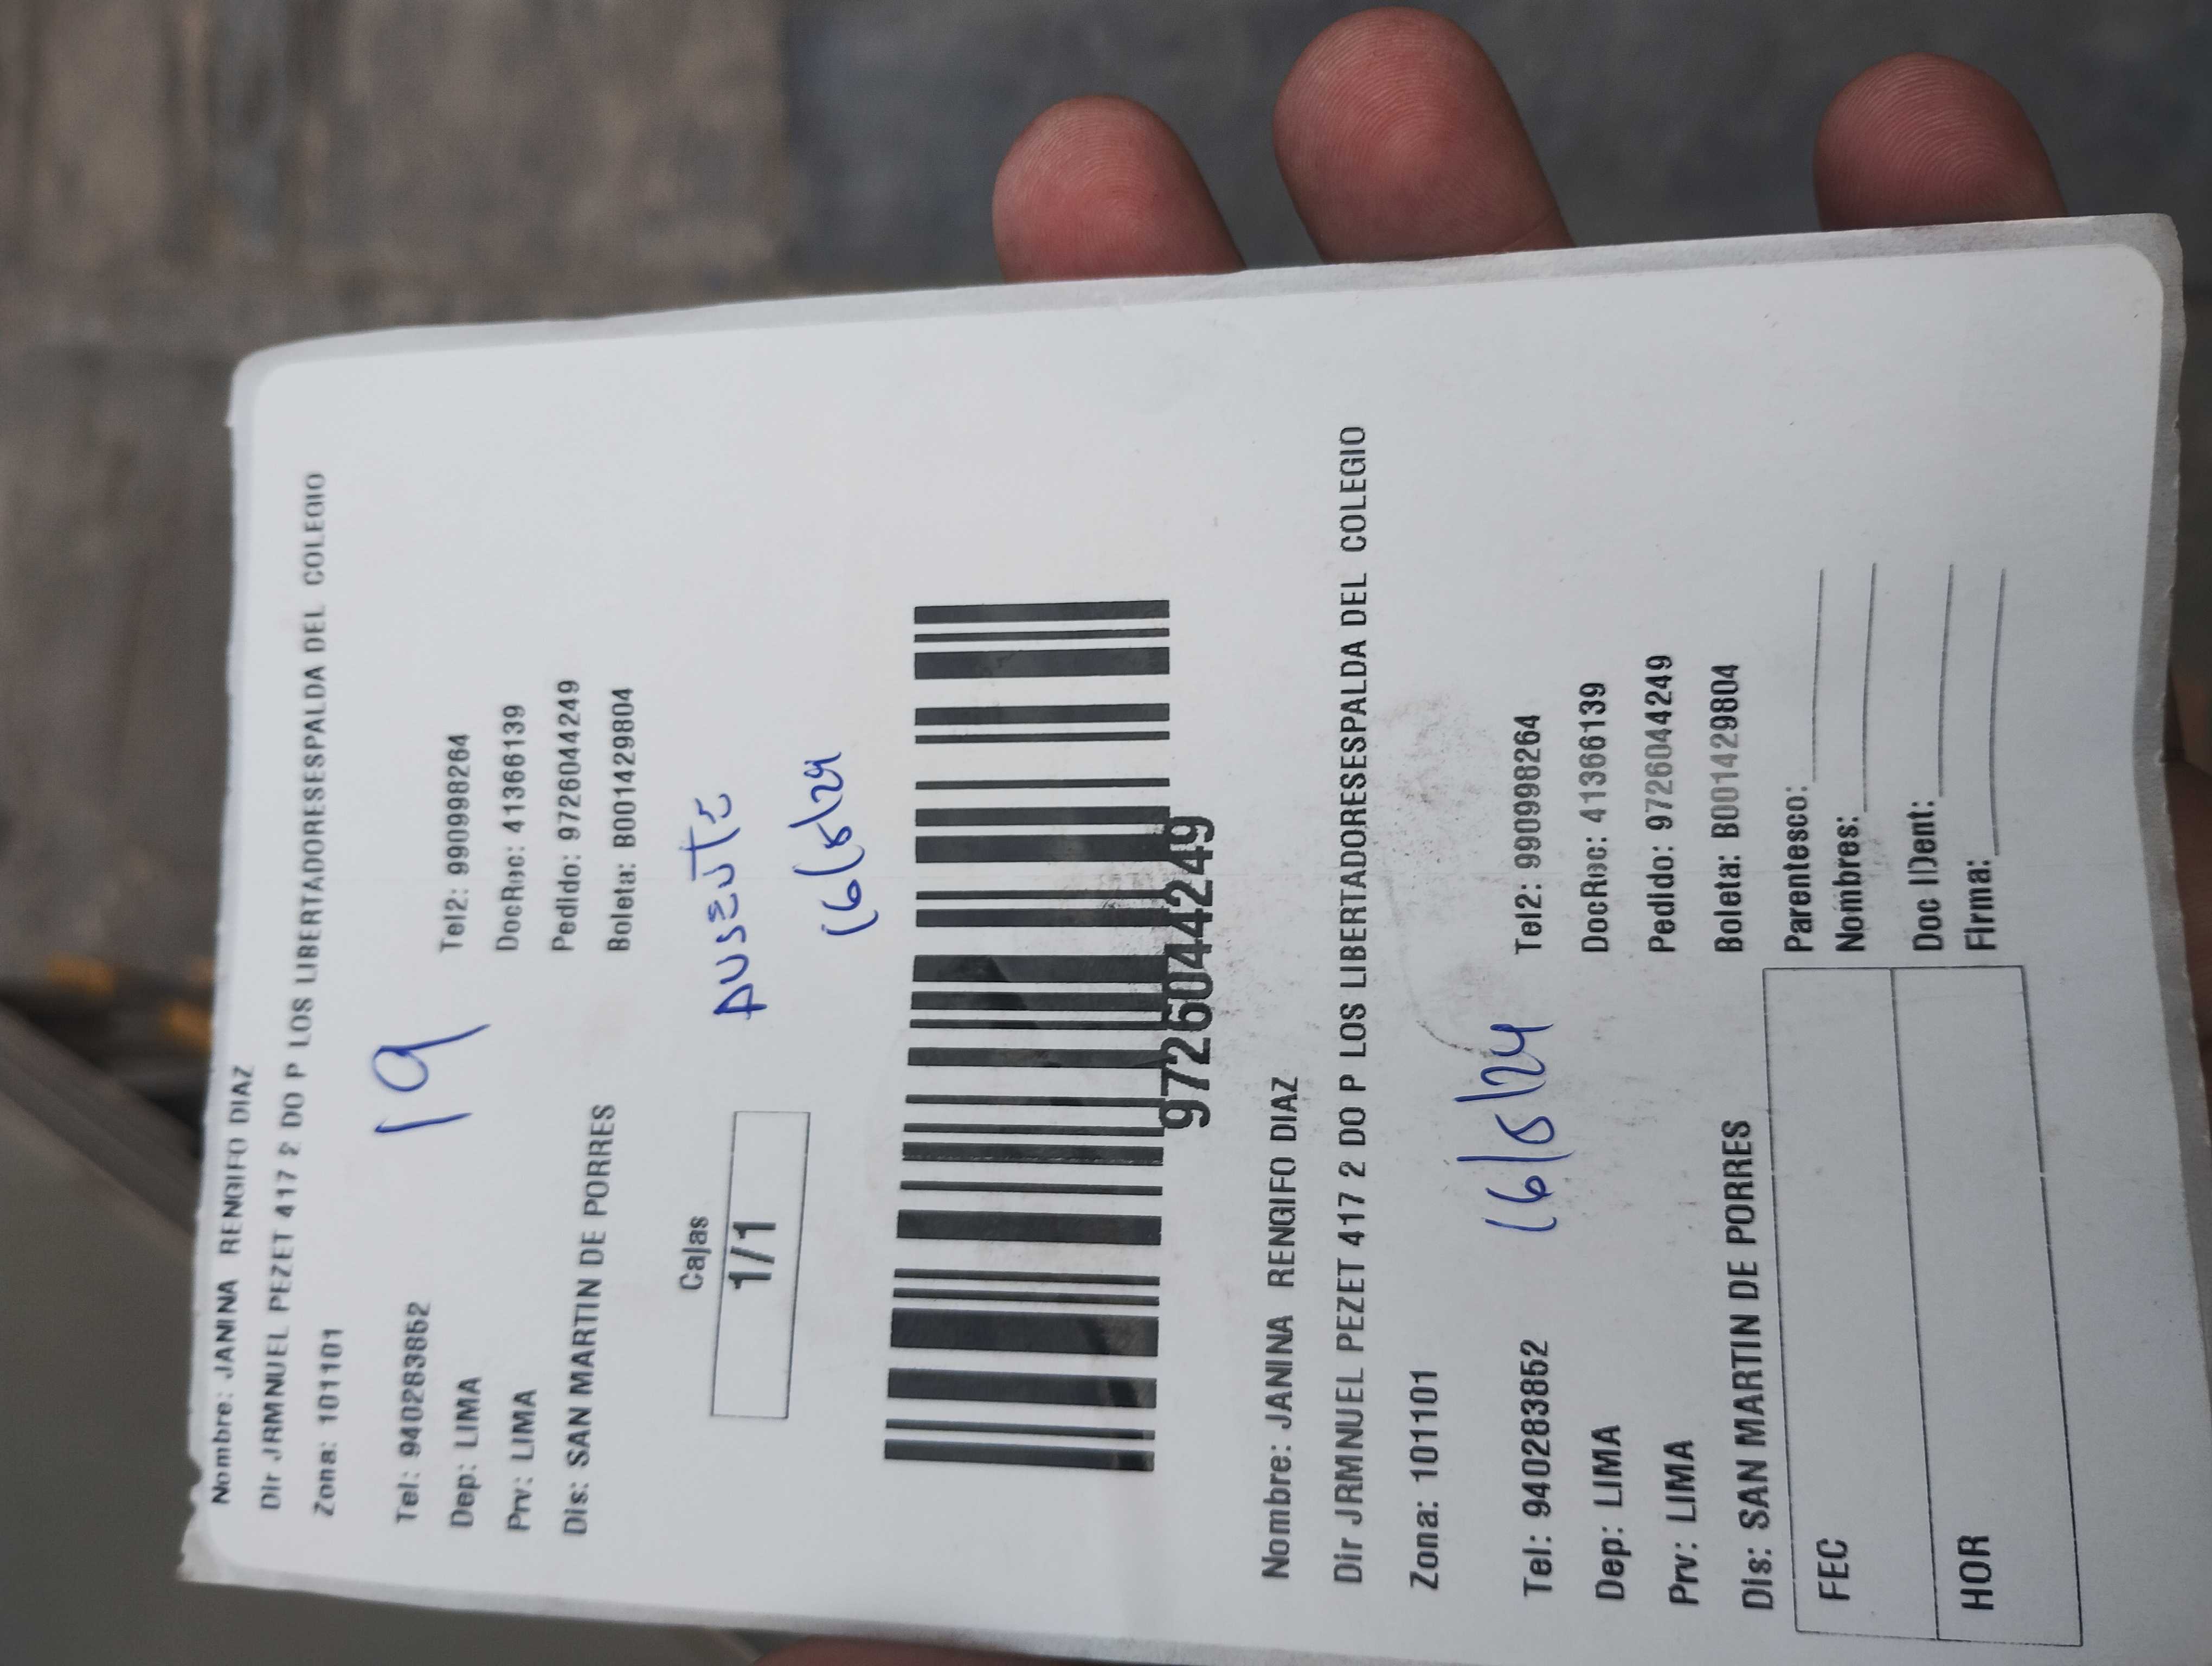 Nombre: JANINA RENGIFO DIAZ
Dir JRMNUEL PEZET 417 2 DO P LOS LIBERTADORESESPALDA DEL COLEGIO
Zona: 101101
19
Tel: 940283852 Tel2: 990998264
Dep: LIMA DocRec: 41366139
Prv: LIMA Pedido: 9726044249
Dis: SAN MARTIN DE PORRES Boleta: B001429804
Cajas
1/1
AUSENTE
16/5/24
9726044249
Nombre: JANINA RENGIFO DIAZ
Dir JRMNUEL PEZET 417 2 DO P LOS LIBERTADORESESPALDA DEL COLEGIO
Zona: 101101
16/5/24
Tel: 940283852 Tel2: 990998264
Dep: LIMA DocRec: 41366139
Prv: LIMA Pedido: 9726044249
Dis: SAN MARTIN DE PORRES Boleta: B001429804
FEC
HOR
Parentesco:
Nombres:
Doc IDent:
Firma: